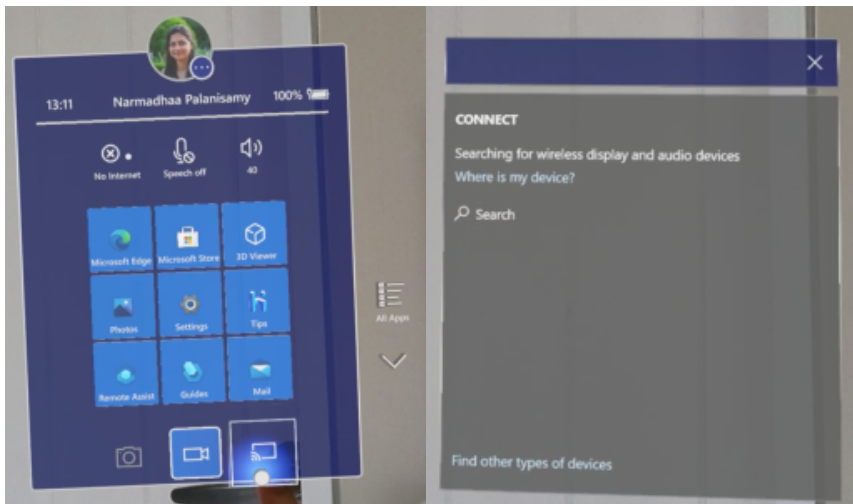 13:11 Narmadhaa Palanisamy 100%
No Internet Speech off 40
Microsoft Edge Microsoft Store 3D Viewer
Photos Settings Tips
Remote Assist Guides Mail
All Apps
CONNECT
Searching for wireless display and audio devices
Where is my device?
Search
Find other types of devices